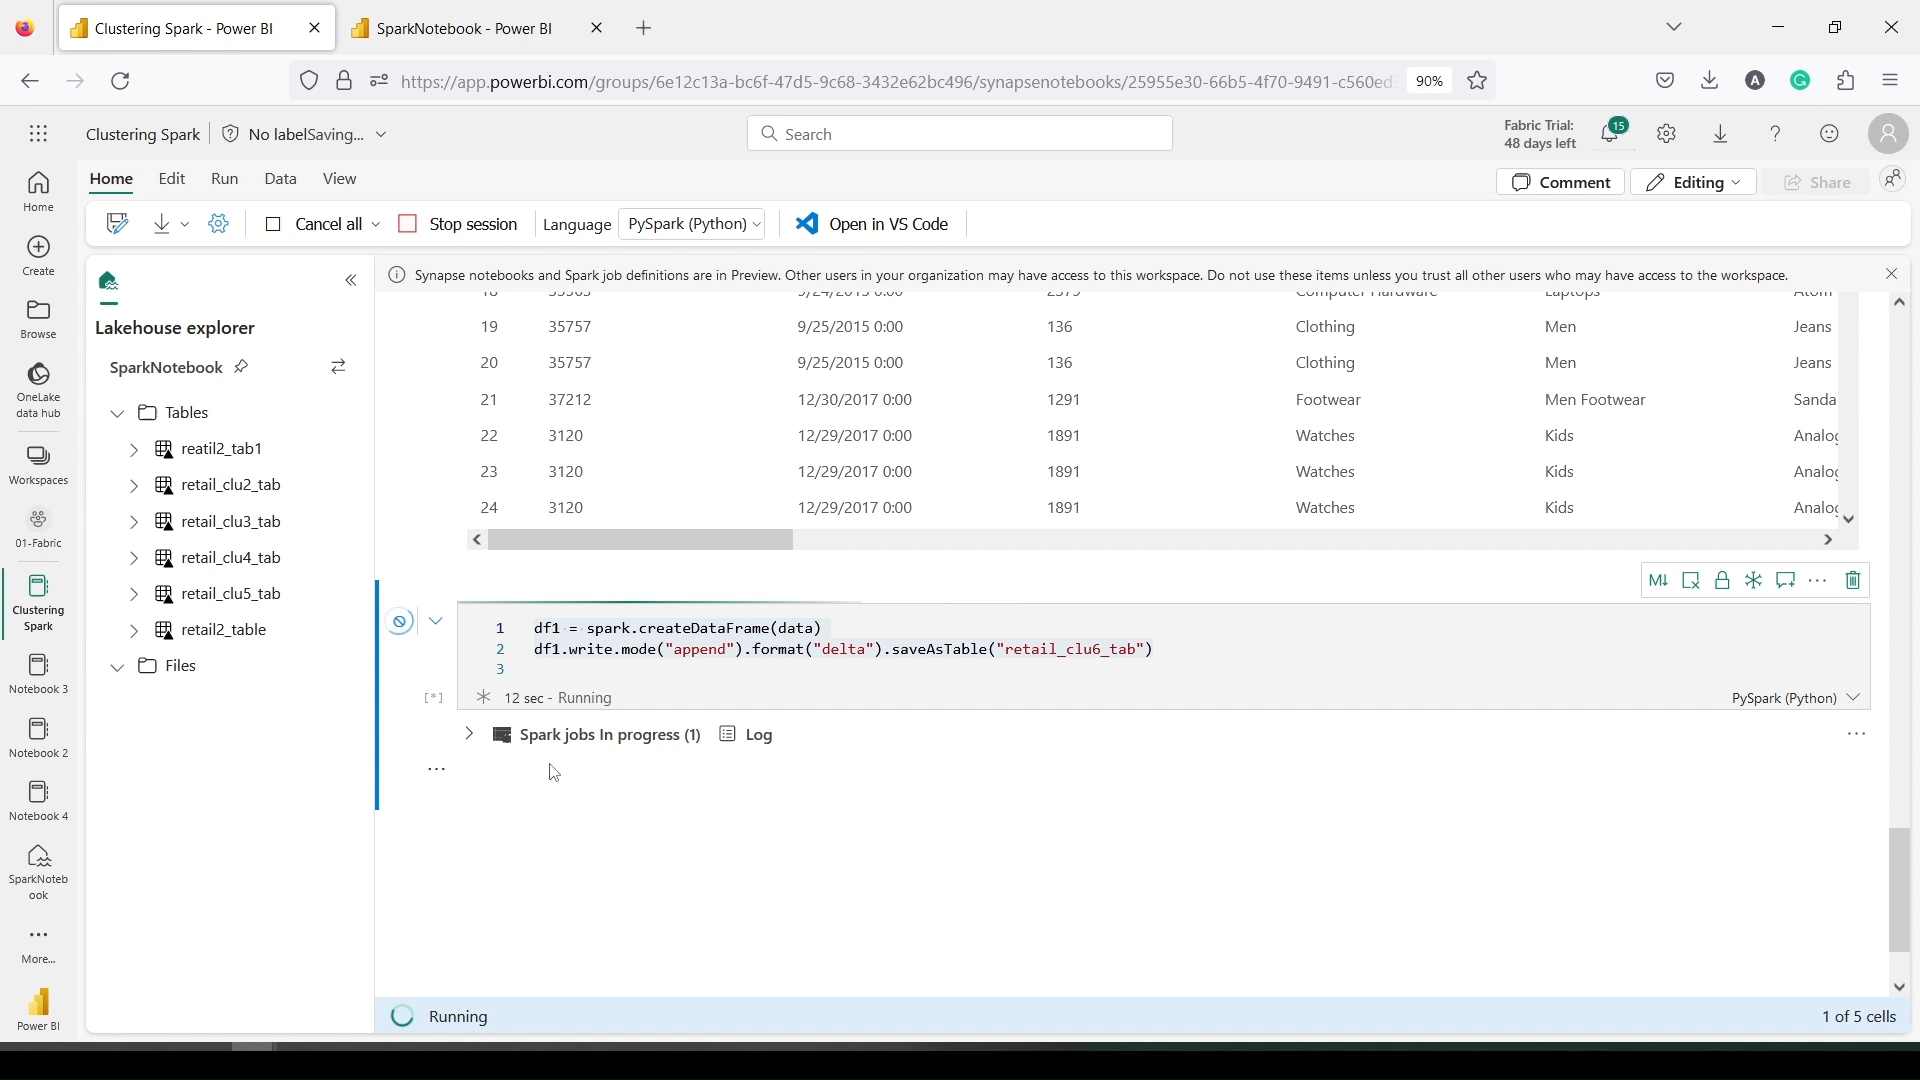 Clustering Spark - Power BI
SparkNotebook - Power BI
https://app.powerbi.com/groups/6e12c13a-bc6f-47d5-9c68-3432e62bc496/synapsenotebooks/25955e30-66b5-4f70-9491-c560ed
90%
A
Clustering Spark
No labelSaving...
Search
Fabric Trial:
48 days left
15
?
Home
Edit
Run
Data
View
Comment
Editing
Share
Cancel all
Stop session
Language
PySpark (Python)
Open in VS Code
Home
Create
Browse
OneLake
data hub
Workspaces
01-Fabric
Clustering
Spark
Notebook 3
Notebook 2
Notebook 4
SparkNoteb
ook
More...
Power BI
Lakehouse explorer
SparkNotebook
Tables
reatil2_tab1
retail_clu2_tab
retail_clu3_tab
retail_clu4_tab
retail_clu5_tab
retail2_table
Files
Synapse notebooks and Spark job definitions are in Preview. Other users in your organization may have access to this workspace. Do not use these items unless you trust all other users who may have access to the workspace.
Computer Hardware Laptops
19 35757 9/25/2015 0:00 136 Clothing Men Jeans
20 35757 9/25/2015 0:00 136 Clothing Men Jeans
21 37212 12/30/2017 0:00 1291 Footwear Men Footwear Sanda
22 3120 12/29/2017 0:00 1891 Watches Kids Analog
23 3120 12/29/2017 0:00 1891 Watches Kids Analog
24 3120 12/29/2017 0:00 1891 Watches Kids Analog
M↓
1 df1 = spark.createDataFrame(data)
2 df1.write.mode("append").format("delta").saveAsTable("retail_clu6_tab")
3
[*]
12 sec - Running
PySpark (Python)
Spark jobs In progress (1)
Log
Running
1 of 5 cells